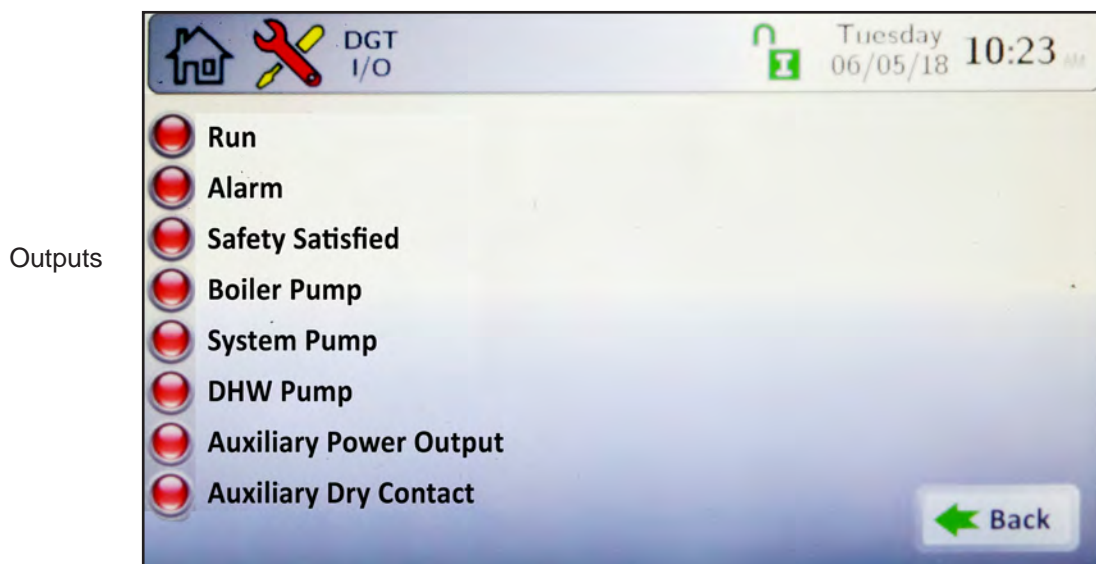 DGT
I/O
Tuesday
06/05/18
10:23 AM
Outputs
Run
Alarm
Safety Satisfied
Boiler Pump
System Pump
DHW Pump
Auxiliary Power Output
Auxiliary Dry Contact
Back